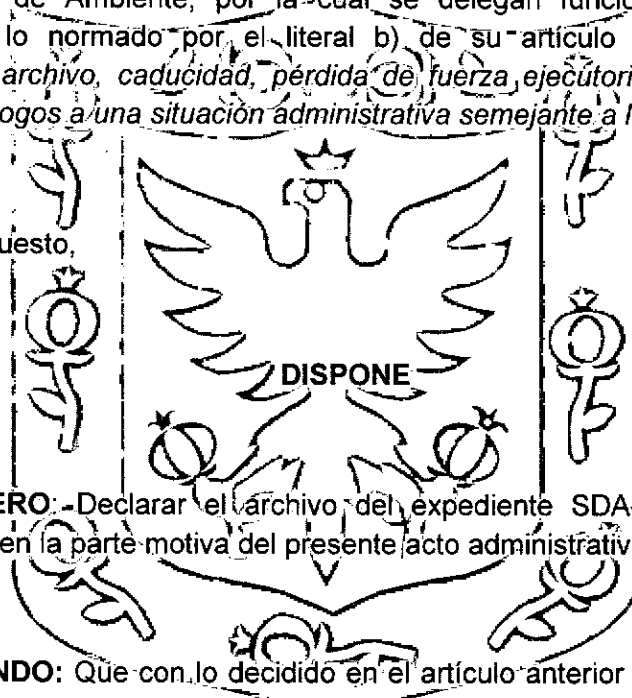 de Ambiente, por la cual se delegan funcio
lo normado por el literal b) de su artículo
archivo, caducidad, pérdida de fuerza ejecutori
ogos a una situación administrativa semejante a l
uesto,
DISPONE
ERO: Declarar el archivo del expediente SDA-
en la parte motiva del presente acto administrativ
NDO: Que con lo decidido en el artículo anterior